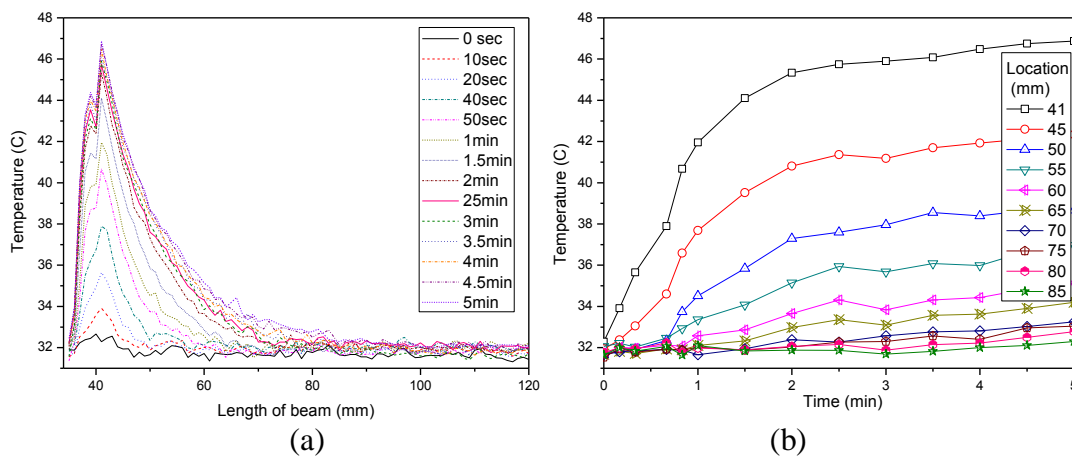 48
46
44
42
40
38
36
34
32
Temperature (C)
40 60 80 100 120
Length of beam (mm)
0 sec
10sec
20sec
40sec
50sec
1min
1.5min
2min
25min
3min
3.5min
4min
4.5min
5min
(a)
48
46
44
42
40
38
36
34
32
Temperature (C)
0 1 2 3 4 5
Time (min)
Location
(mm)
41
45
50
55
60
65
70
75
80
85
(b)